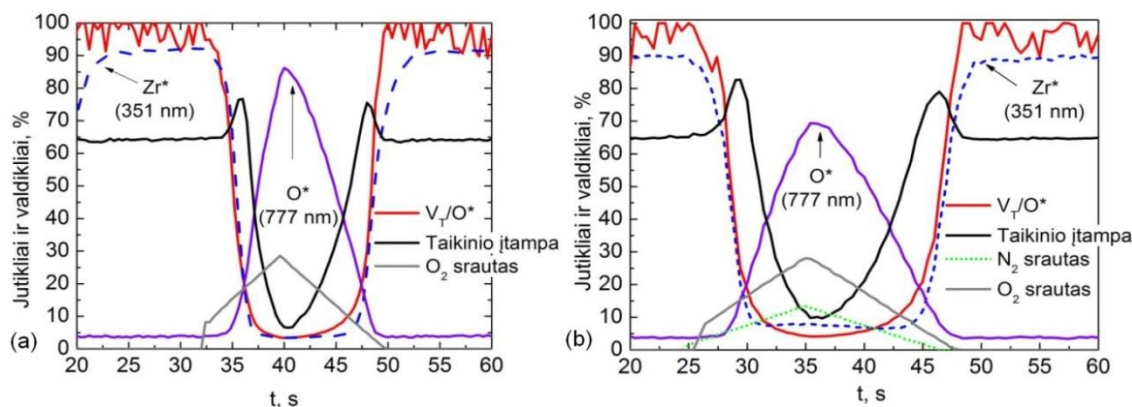 100
90
80
70
60
50
40
30
20
10
0
Jutikliai ir valdikliai, %
Zr*
(351 nm)
O*
(777 nm)
V_T/O*
Taikinio įtampa
O₂ srautas
(a)
20 25 30 35 40 45 50 55 60
t, s
100
90
80
70
60
50
40
30
20
10
0
Jutikliai ir valdikliai, %
Zr*
(351 nm)
O*
(777 nm)
V_T/O*
Taikinio įtampa
N₂ srautas
O₂ srautas
(b)
20 25 30 35 40 45 50 55 60
t, s